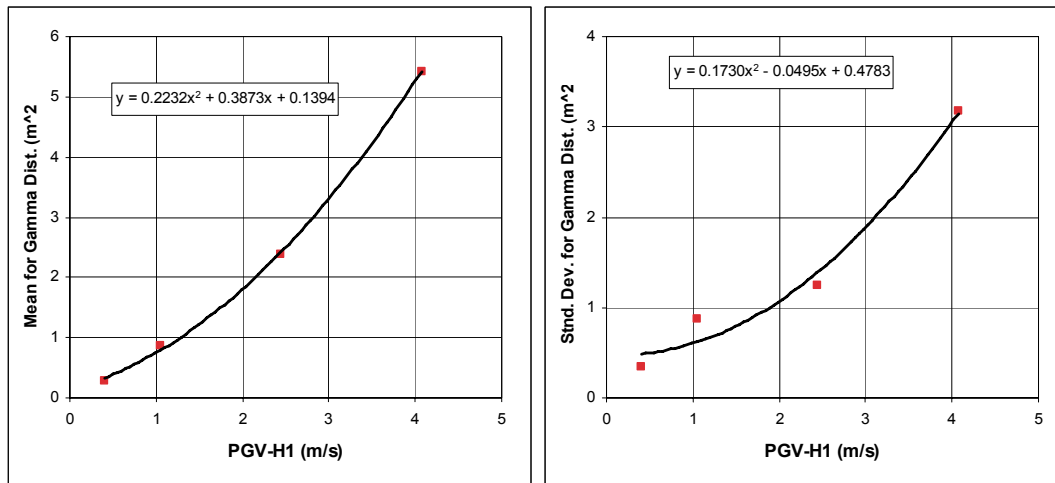 6
5
4
3
2
1
0
0 1 2 3 4 5
Mean for Gamma Dist. (m^2
PGV-H1 (m/s)
y = 0.2232x² + 0.3873x + 0.1394
4
3
2
1
0
0 1 2 3 4 5
Stnd. Dev. for Gamma Dist. (m^2
PGV-H1 (m/s)
y = 0.1730x² - 0.0495x + 0.4783